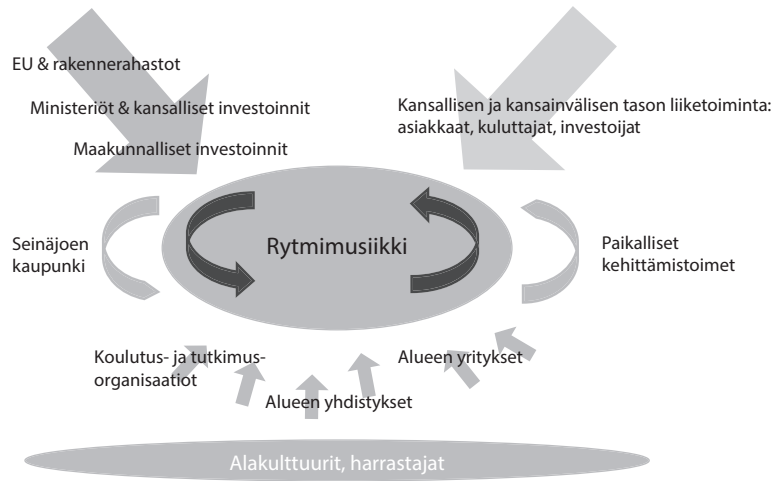 EU & rakennerahastot
Ministeriöt & kansalliset investoinnit
Maakunnalliset investoinnit
Kansallisen ja kansainvälisen tason liiketoiminta:
asiakkaat, kuluttajat, investoijat
Seinäjoen
kaupunki
Rytmimusiikki
Paikalliset
kehittämistoimet
Koulutus- ja tutkimus-
organisaatiot
Alueen yritykset
Alueen yhdistykset
Alakulttuurit, harrastajat